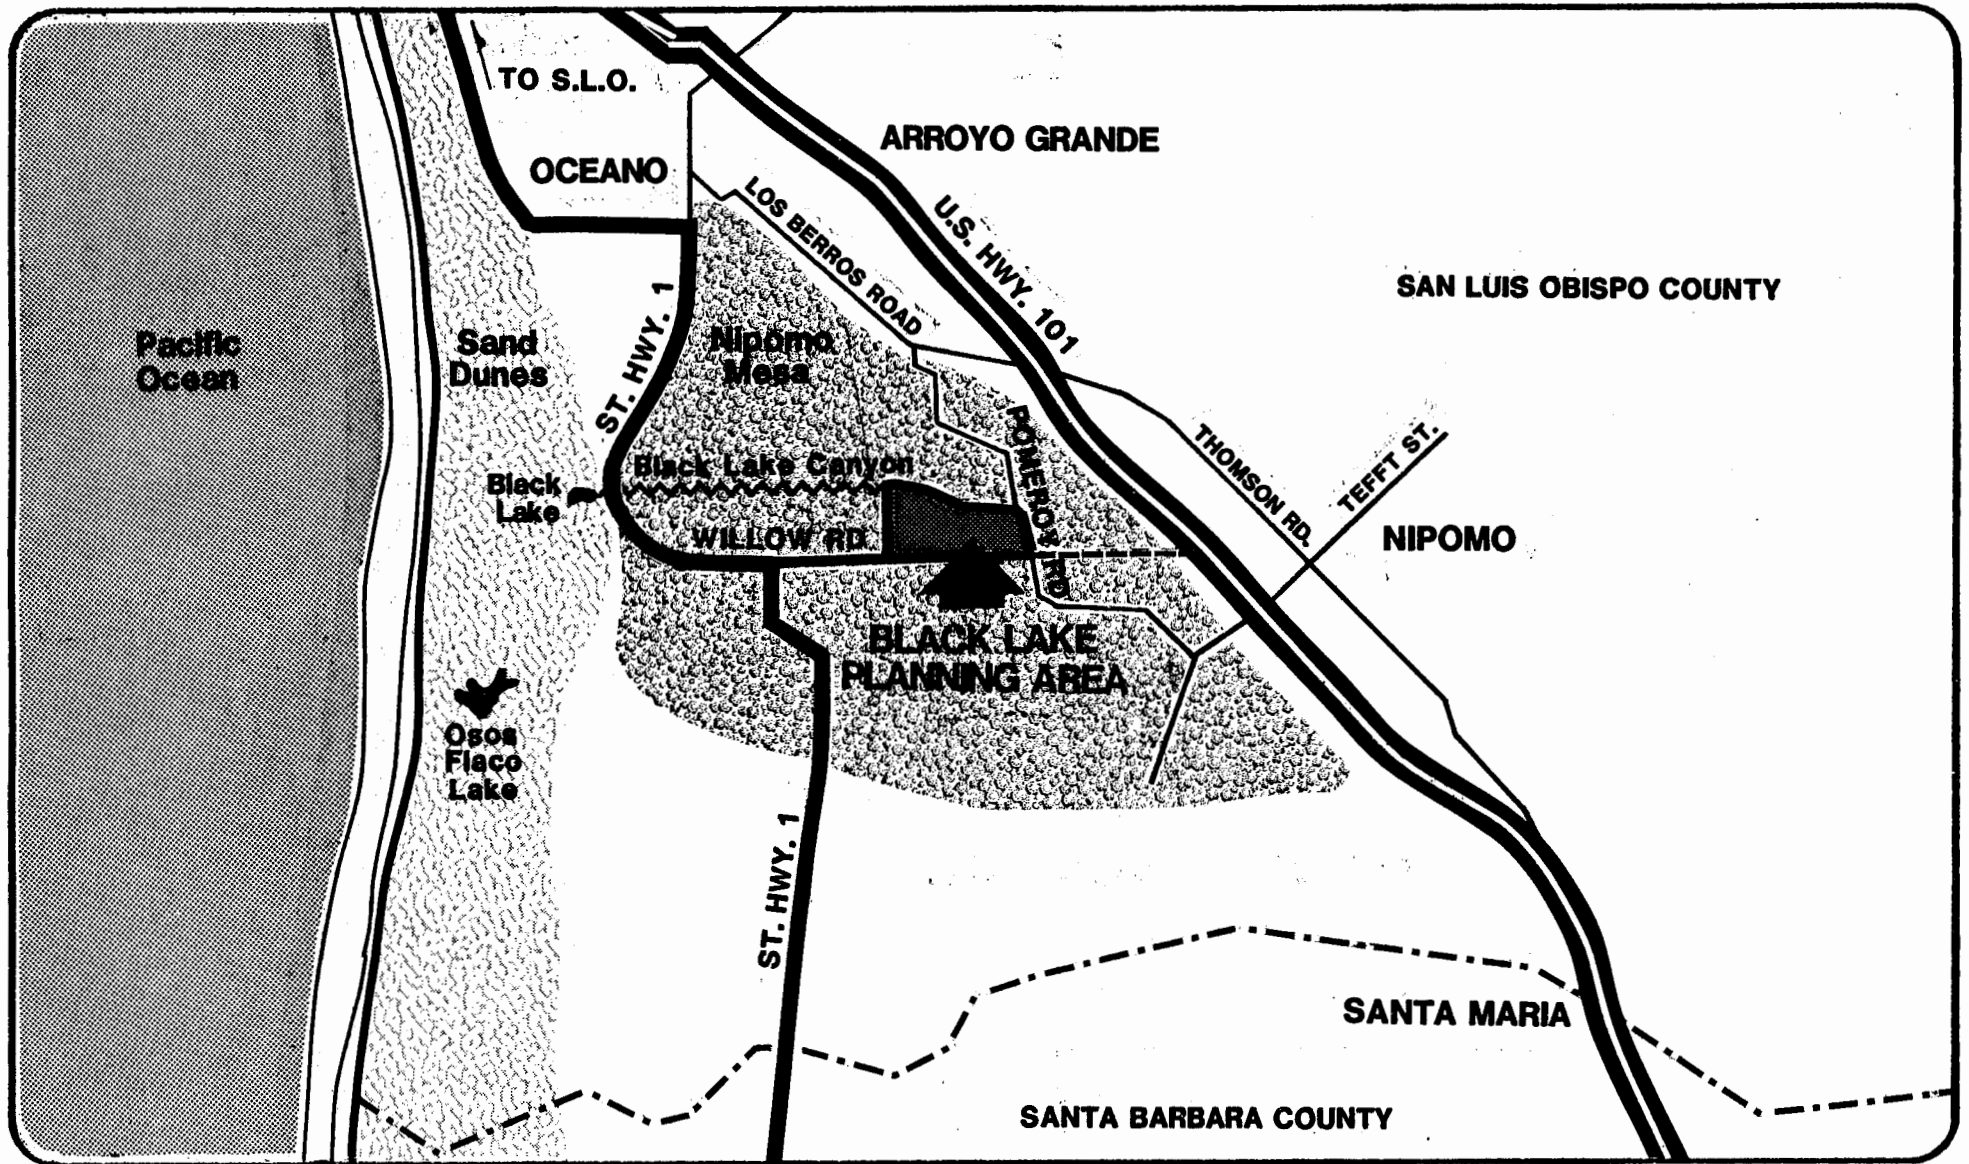 TO S.L.O.
ARROYO GRANDE
OCEANO
LOS BERROS ROAD
U.S. HWY. 101
SAN LUIS OBISPO COUNTY
Pacific
Ocean
Sand
Dunes
ST. HWY. 1
Nipomo
Mesa
POMEROY RD
THOMSON RD.
TEFFT ST.
Black Lake Canyon
Black
Lake
WILLOW RD.
NIPOMO
BLACK LAKE
PLANNING AREA
Osos
Flaco
Lake
ST. HWY. 1
SANTA MARIA
SANTA BARBARA COUNTY